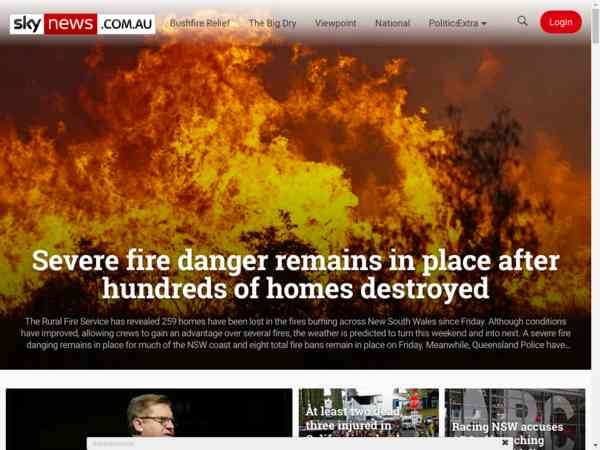 sky news .COM.AU
Bushfire Relief The Big Dry Viewpoint National Politics Extra Login
Severe fire danger remains in place after
hundreds of homes destroyed
The Rural Fire Service has revealed 259 homes have been lost in the fires burning across New South Wales since Friday. Although conditions
have improved, allowing crews to gain an advantage over several fires, the weather is predicted to turn this weekend and into next. A severe fire
danging remains in place for much of the NSW coast and eight total fire bans remain in place on Friday. Meanwhile, Queensland Police have...
At least two dead,
three injured in
Racing NSW accuses
ABC